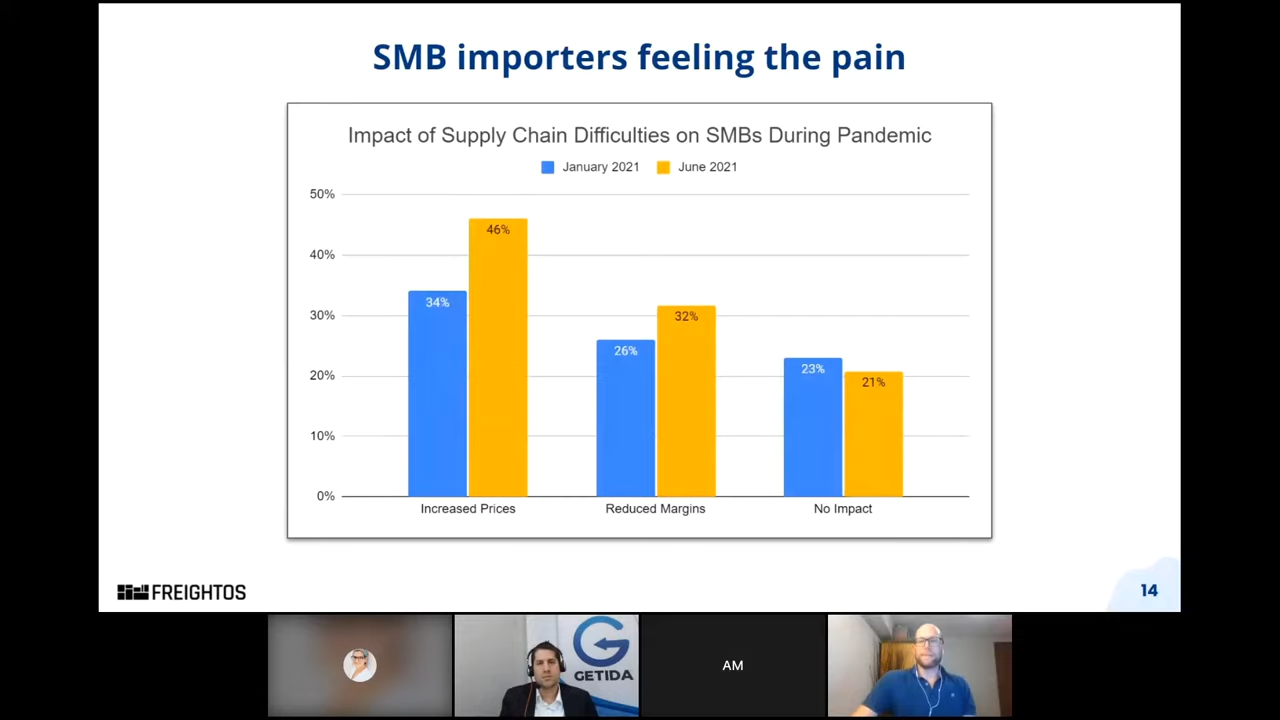 SMB importers feeling the pain
Impact of Supply Chain Difficulties on SMBs During Pandemic
January 2021 June 2021
50%
40%
30%
20%
10%
0%
34%
46%
26%
32%
23%
21%
Increased Prices Reduced Margins No Impact
FREIGHTOS
14
G
GETIDA
AM